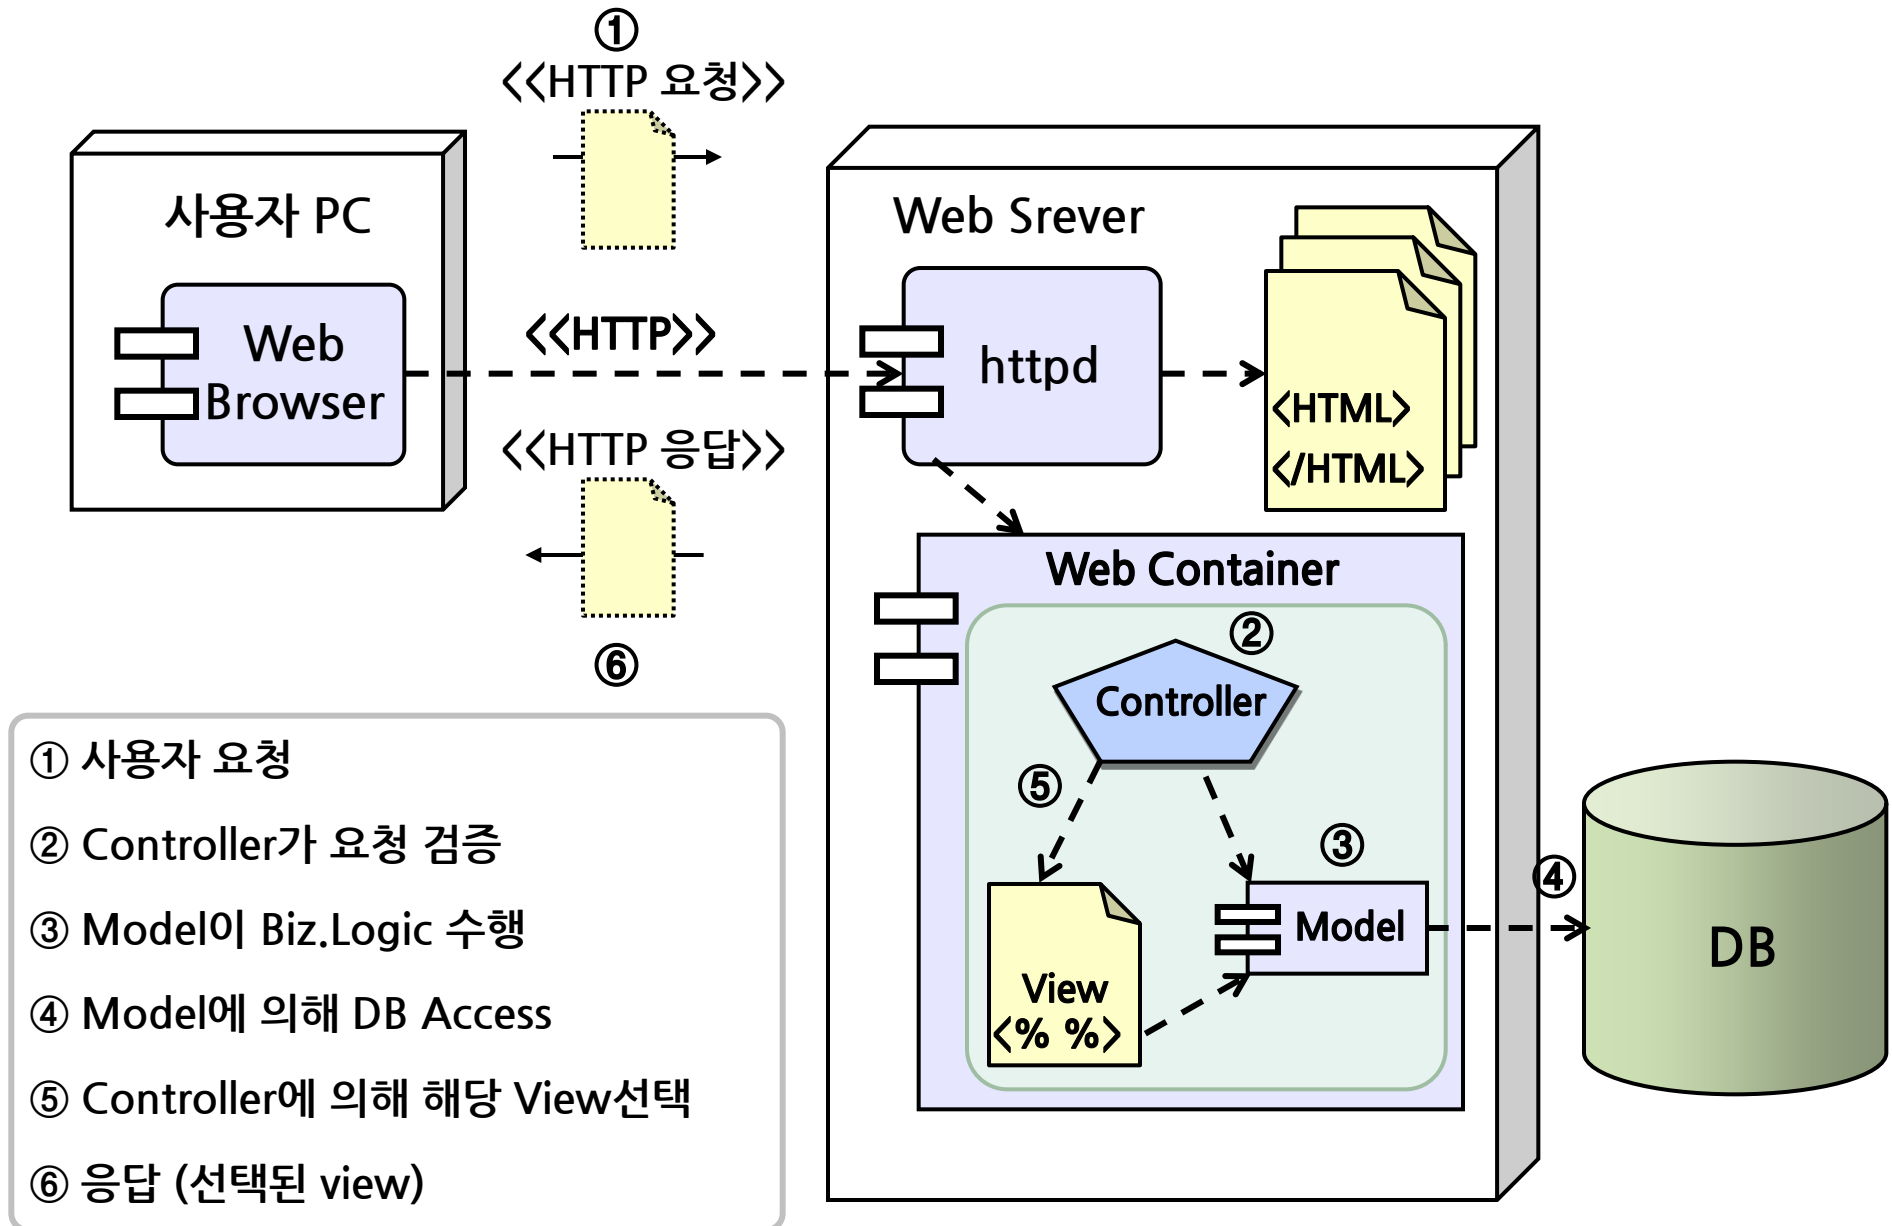 ①
<<HTTP 요청>>
사용자 PC
Web
Browser
<<HTTP>>
<<HTTP 응답>>
⑥
Web Srever
httpd
<HTML>
</HTML>
Web Container
②
Controller
⑤
③
Model
View
<% %>
④
DB
① 사용자 요청
② Controller가 요청 검증
③ Model이 Biz.Logic 수행
④ Model에 의해 DB Access
⑤ Controller에 의해 해당 View선택
⑥ 응답 (선택된 view)